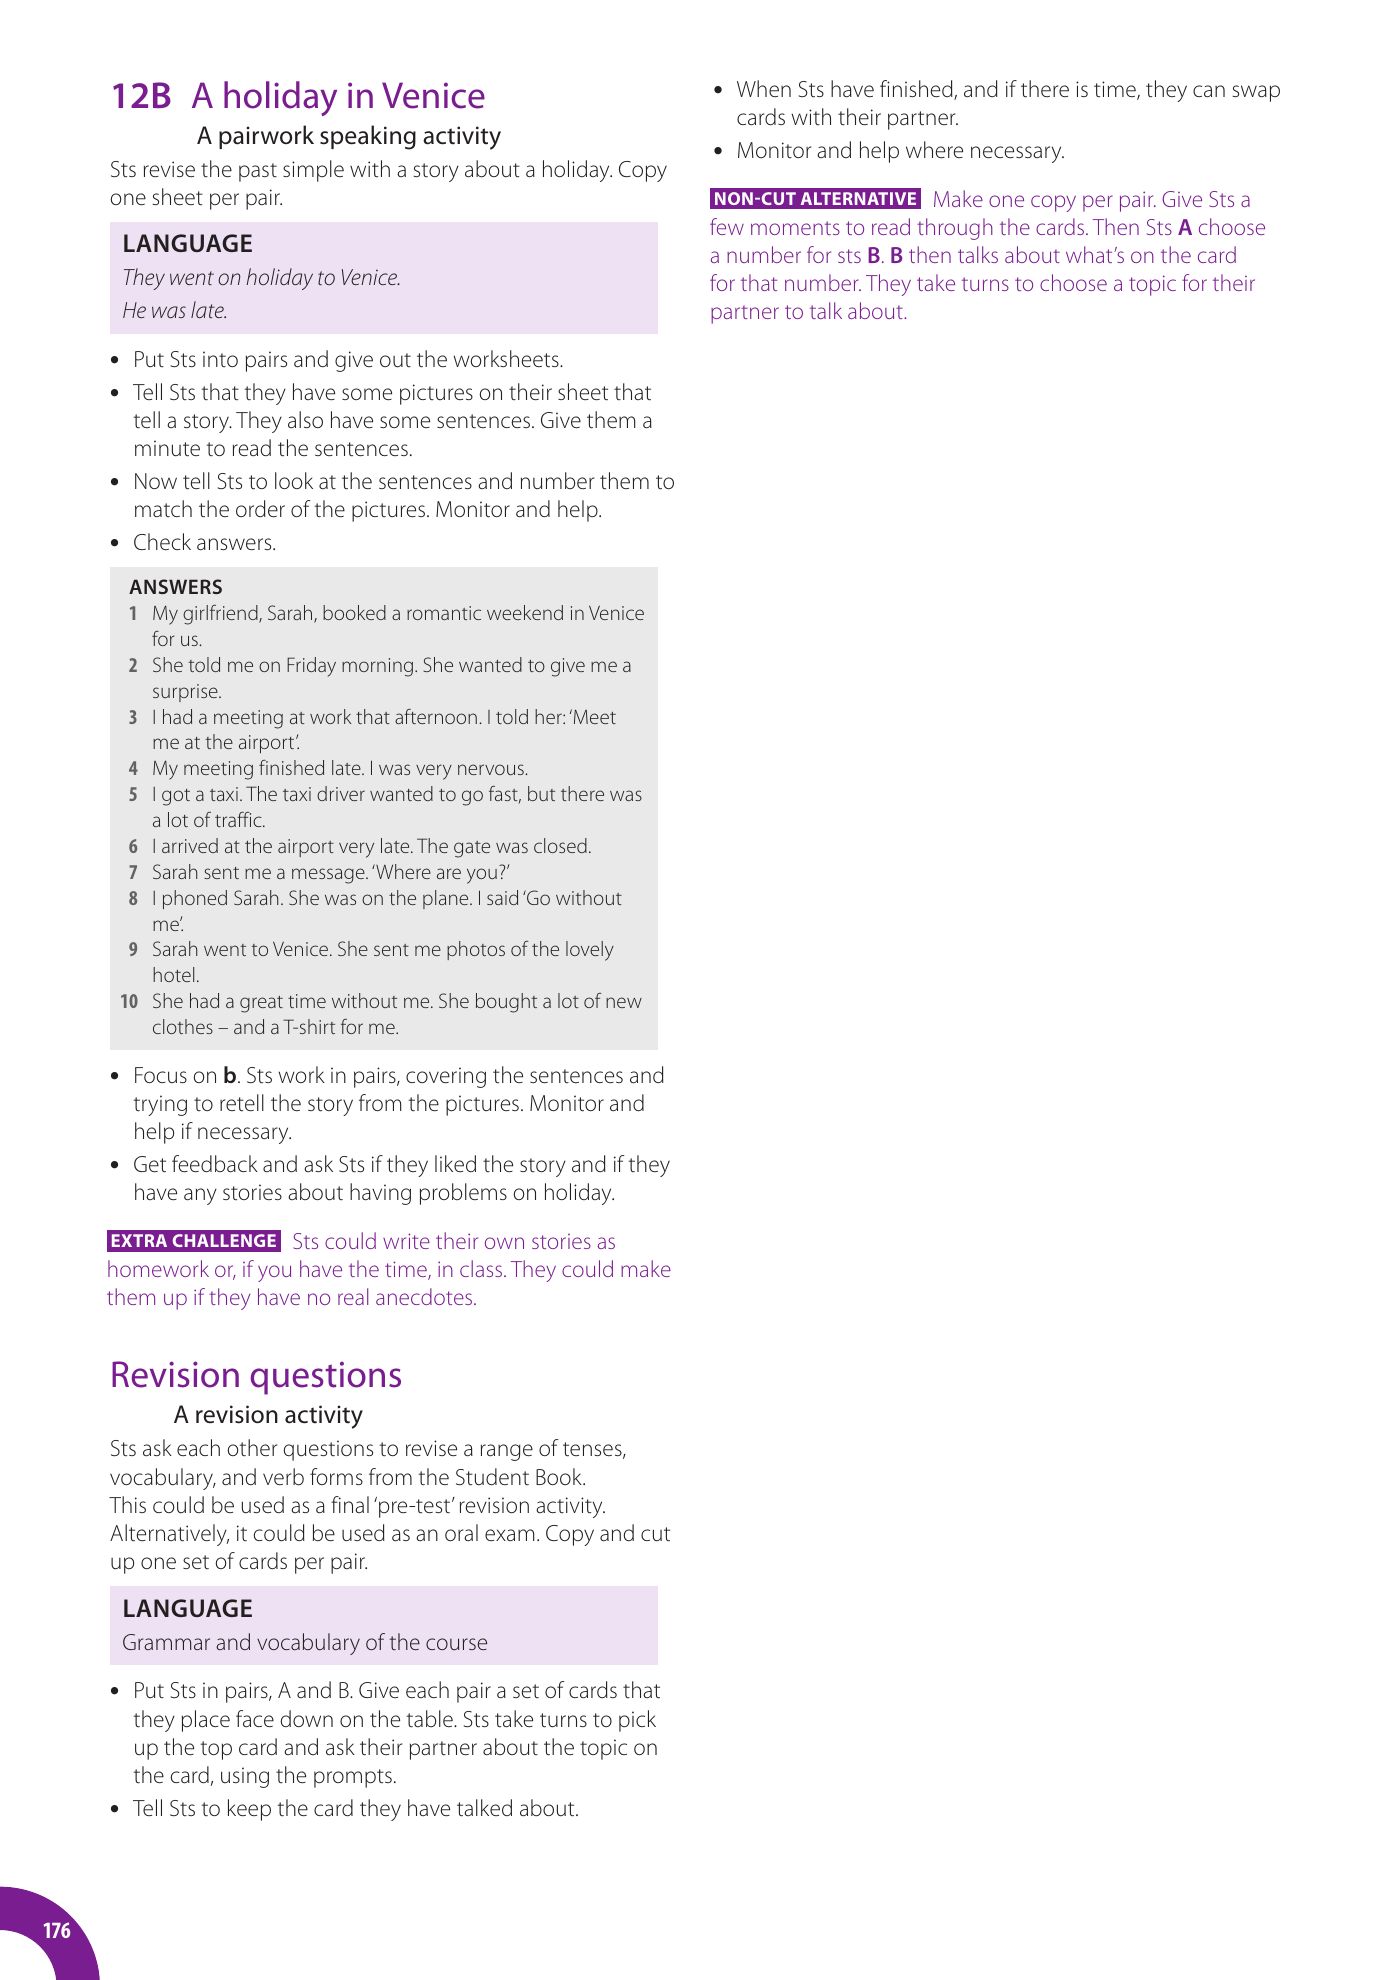 12B A holiday in Venice
A pairwork speaking activity
Sts revise the past simple with a story about a holiday. Copy
one sheet per pair.
LANGUAGE
They went on holiday to Venice.
He was late.
• Put Sts into pairs and give out the worksheets.
• Tell Sts that they have some pictures on their sheet that
tell a story. They also have some sentences. Give them a
minute to read the sentences.
• Now tell Sts to look at the sentences and number them to
match the order of the pictures. Monitor and help.
• Check answers.
ANSWERS
1 My girlfriend, Sarah, booked a romantic weekend in Venice
for us.
2 She told me on Friday morning. She wanted to give me a
surprise.
3 I had a meeting at work that afternoon. I told her: ‘Meet
me at the airport’.
4 My meeting finished late. I was very nervous.
5 I got a taxi. The taxi driver wanted to go fast, but there was
a lot of traffic.
6 I arrived at the airport very late. The gate was closed.
7 Sarah sent me a message. ‘Where are you?’
8 I phoned Sarah. She was on the plane. I said ‘Go without
me’.
9 Sarah went to Venice. She sent me photos of the lovely
hotel.
10 She had a great time without me. She bought a lot of new
clothes – and a T-shirt for me.
• Focus on b. Sts work in pairs, covering the sentences and
trying to retell the story from the pictures. Monitor and
help if necessary.
• Get feedback and ask Sts if they liked the story and if they
have any stories about having problems on holiday.
EXTRA CHALLENGE Sts could write their own stories as
homework or, if you have the time, in class. They could make
them up if they have no real anecdotes.
Revision questions
A revision activity
Sts ask each other questions to revise a range of tenses,
vocabulary, and verb forms from the Student Book.
This could be used as a final ‘pre-test’ revision activity.
Alternatively, it could be used as an oral exam. Copy and cut
up one set of cards per pair.
LANGUAGE
Grammar and vocabulary of the course
• Put Sts in pairs, A and B. Give each pair a set of cards that
they place face down on the table. Sts take turns to pick
up the top card and ask their partner about the topic on
the card, using the prompts.
• Tell Sts to keep the card they have talked about.
• When Sts have finished, and if there is time, they can swap
cards with their partner.
• Monitor and help where necessary.
NON-CUT ALTERNATIVE Make one copy per pair. Give Sts a
few moments to read through the cards. Then Sts A choose
a number for sts B. B then talks about what’s on the card
for that number. They take turns to choose a topic for their
partner to talk about.
176